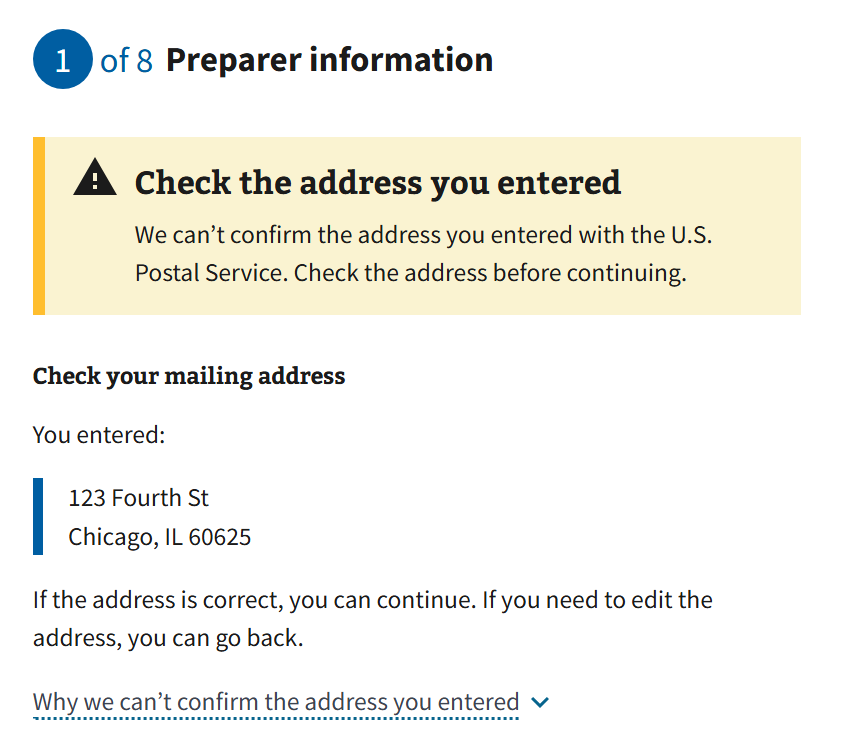 1 of 8 Preparer information
Check the address you entered
We can’t confirm the address you entered with the U.S.
Postal Service. Check the address before continuing.
Check your mailing address
You entered:
123 Fourth St
Chicago, IL 60625
If the address is correct, you can continue. If you need to edit the
address, you can go back.
Why we can’t confirm the address you entered